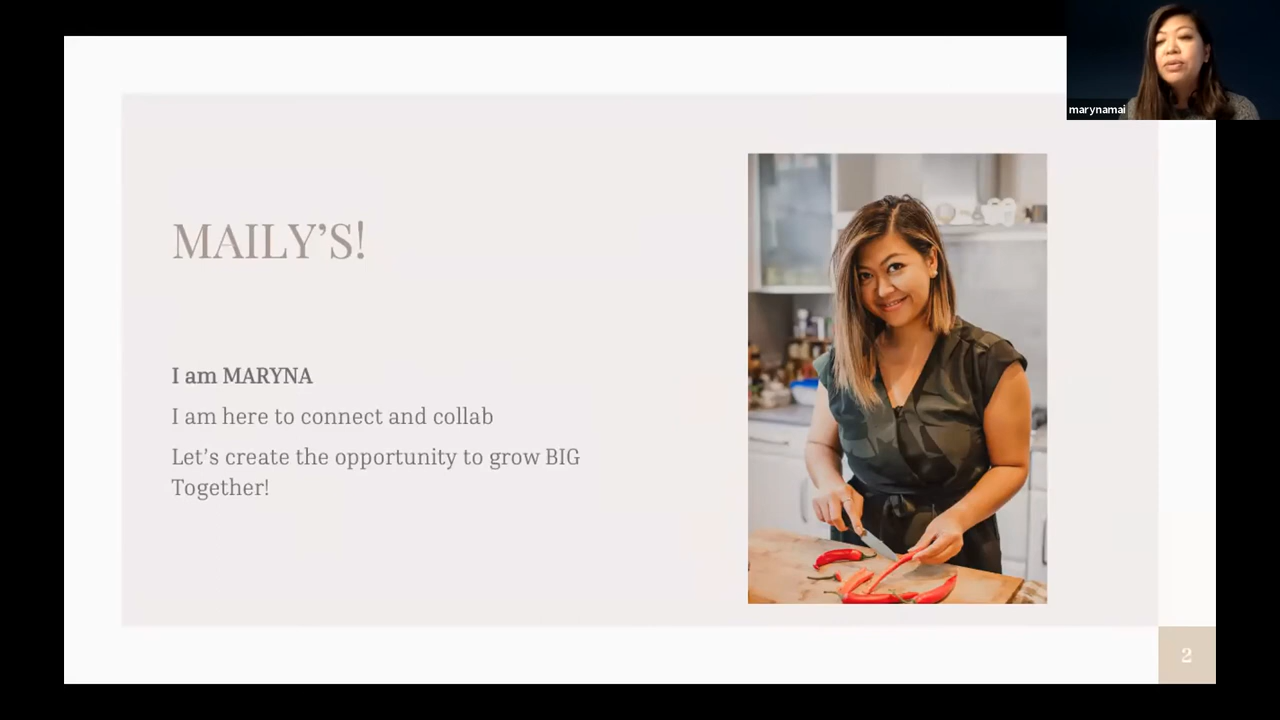 marynamai
MAILY’S!
I am MARYNA
I am here to connect and collab
Let’s create the opportunity to grow BIG
Together!
2